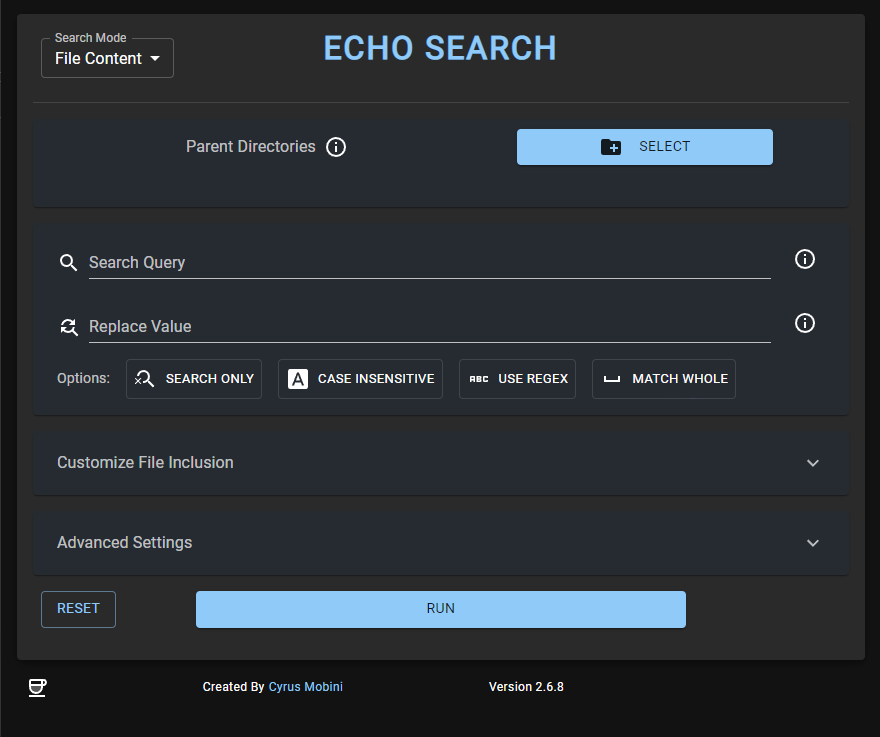 Search Mode
File Content
ECHO SEARCH
Parent Directories
SELECT
Search Query
Replace Value
Options:
SEARCH ONLY
A CASE INSENSITIVE
ABC USE REGEX
MATCH WHOLE
Customize File Inclusion
Advanced Settings
RESET
RUN
Created By Cyrus Mobini
Version 2.6.8